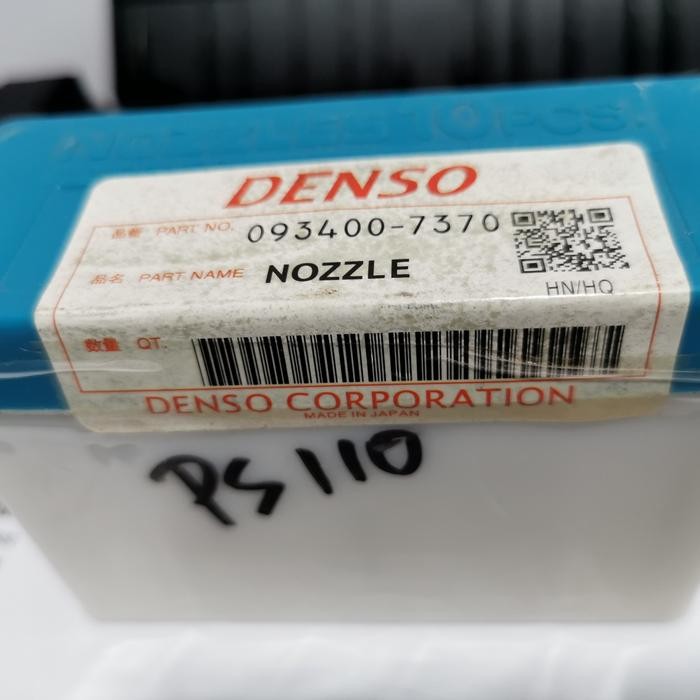 DENSO
品番 PART NO. 093400-7370
品名 PART NAME NOZZLE
HN/HQ
数量 QT.
DENSO CORPORATION
MADE IN JAPAN
PS110